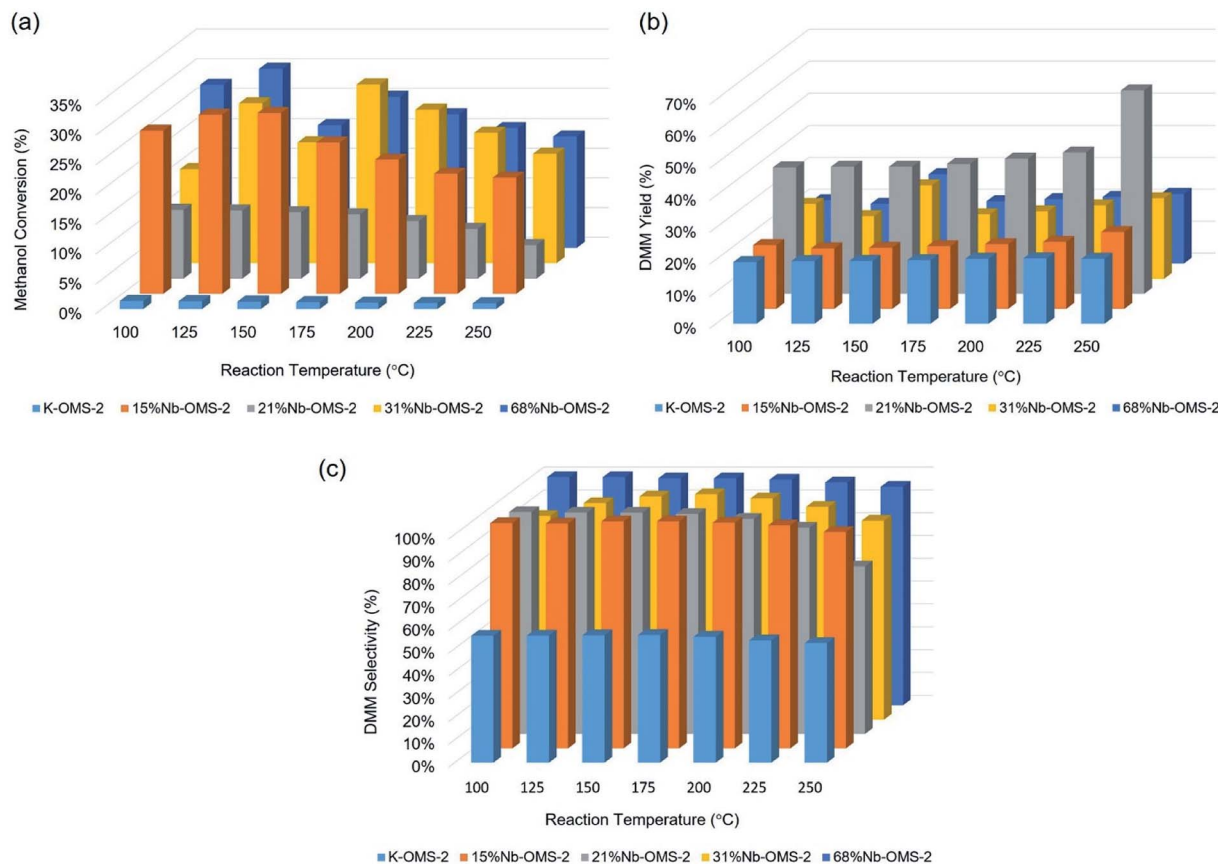 (a)
35%
30%
25%
20%
15%
10%
5%
0%
Methanol Conversion (%)
100 125 150 175 200 225 250
Reaction Temperature (°C)
K-OMS-2 15%Nb-OMS-2 21%Nb-OMS-2 31%Nb-OMS-2 68%Nb-OMS-2
(b)
70%
60%
50%
40%
30%
20%
10%
0%
DMM Yield (%)
100 125 150 175 200 225 250
Reaction Temperature (°C)
K-OMS-2 15%Nb-OMS-2 21%Nb-OMS-2 31%Nb-OMS-2 68%Nb-OMS-2
(c)
100%
90%
80%
70%
60%
50%
40%
30%
20%
10%
0%
DMM Selectivity (%)
100 125 150 175 200 225 250
Reaction Temperature (°C)
K-OMS-2 15%Nb-OMS-2 21%Nb-OMS-2 31%Nb-OMS-2 68%Nb-OMS-2